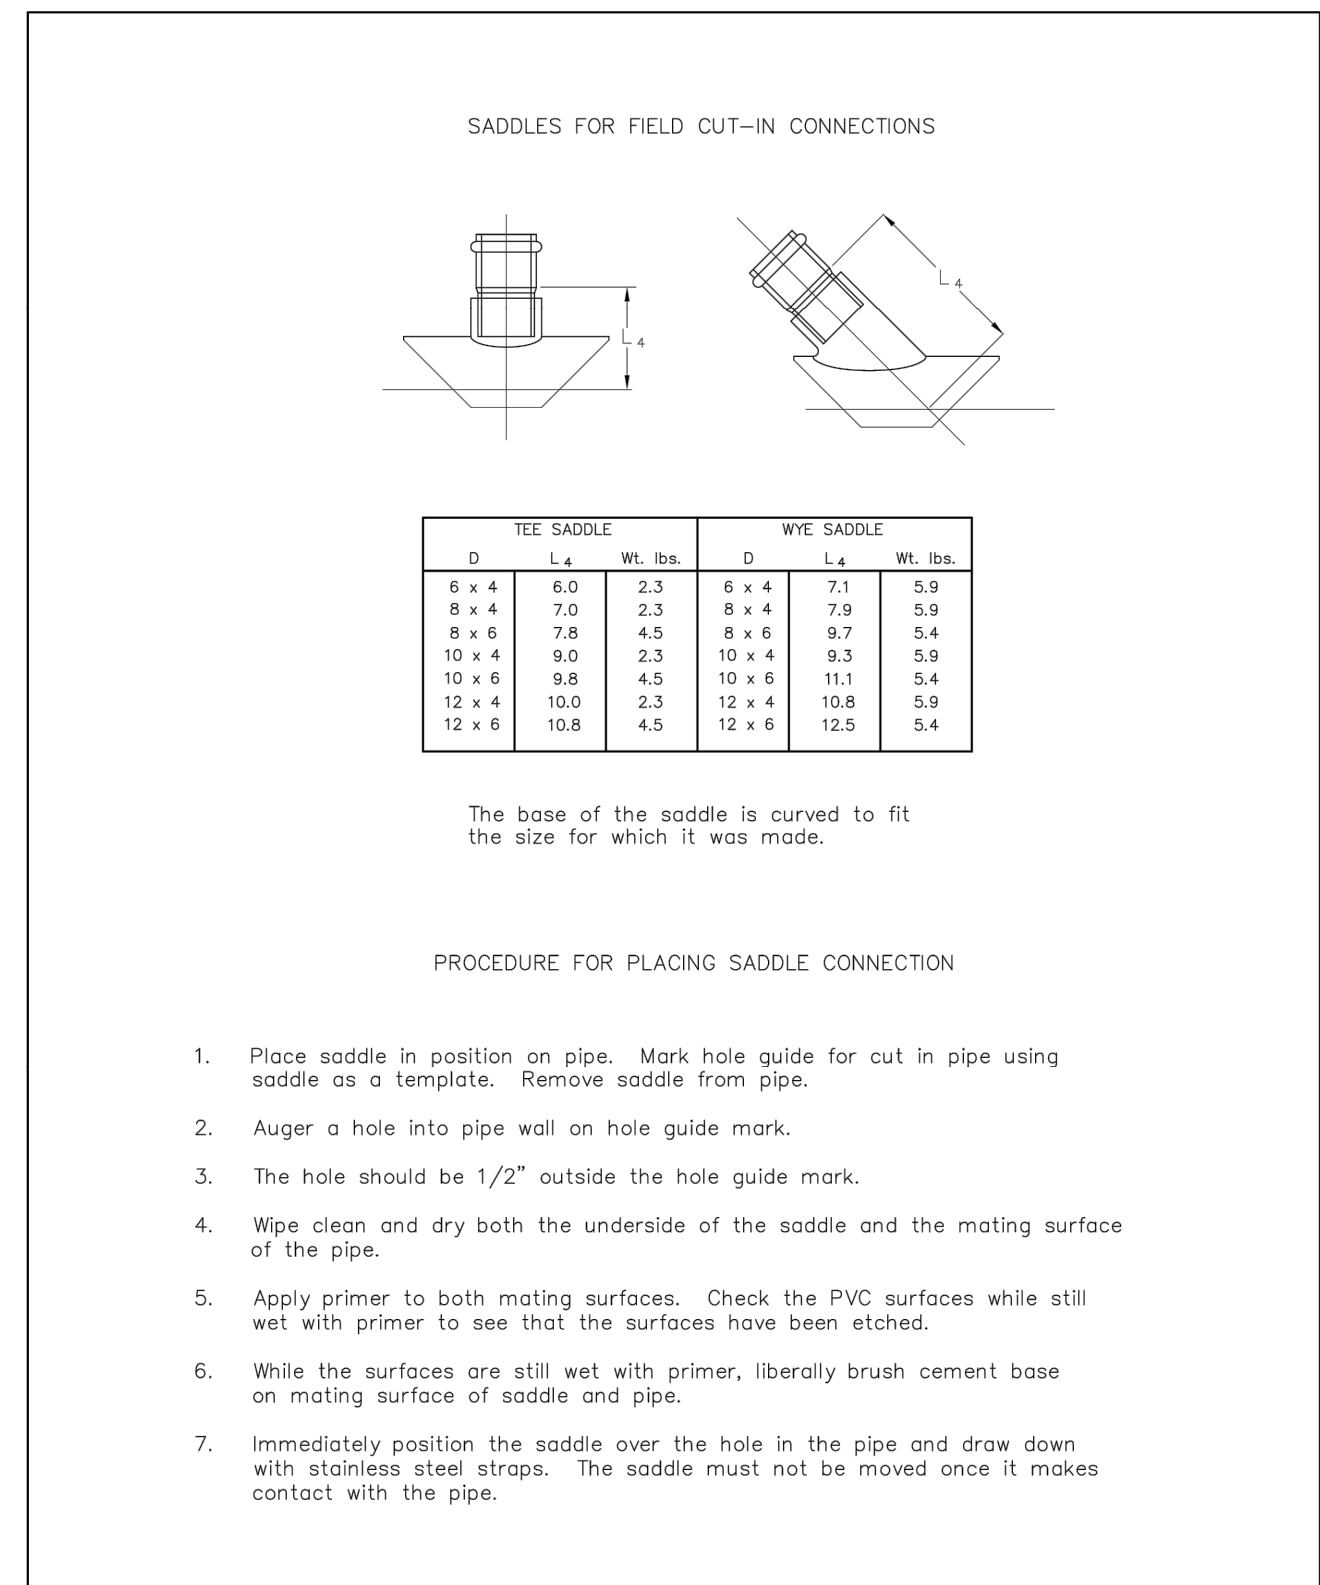 SADDLES FOR FIELD CUT-IN CONNECTIONS
L4
L4
TEE SADDLE WYE SADDLE
D L4 Wt. lbs. D L4 Wt. lbs.
6 x 4 6.0 2.3 6 x 4 7.1 5.9
8 x 4 7.0 2.3 8 x 4 7.9 5.9
8 x 6 7.8 4.5 8 x 6 9.7 5.4
10 x 4 9.0 2.3 10 x 4 9.3 5.9
10 x 6 9.8 4.5 10 x 6 11.1 5.4
12 x 4 10.0 2.3 12 x 4 10.8 5.9
12 x 6 10.8 4.5 12 x 6 12.5 5.4
The base of the saddle is curved to fit
the size for which it was made.
PROCEDURE FOR PLACING SADDLE CONNECTION
1. Place saddle in position on pipe. Mark hole guide for cut in pipe using
saddle as a template. Remove saddle from pipe.
2. Auger a hole into pipe wall on hole guide mark.
3. The hole should be 1/2" outside the hole guide mark.
4. Wipe clean and dry both the underside of the saddle and the mating surface
of the pipe.
5. Apply primer to both mating surfaces. Check the PVC surfaces while still
wet with primer to see that the surfaces have been etched.
6. While the surfaces are still wet with primer, liberally brush cement base
on mating surface of saddle and pipe.
7. Immediately position the saddle over the hole in the pipe and draw down
with stainless steel straps. The saddle must not be moved once it makes
contact with the pipe.